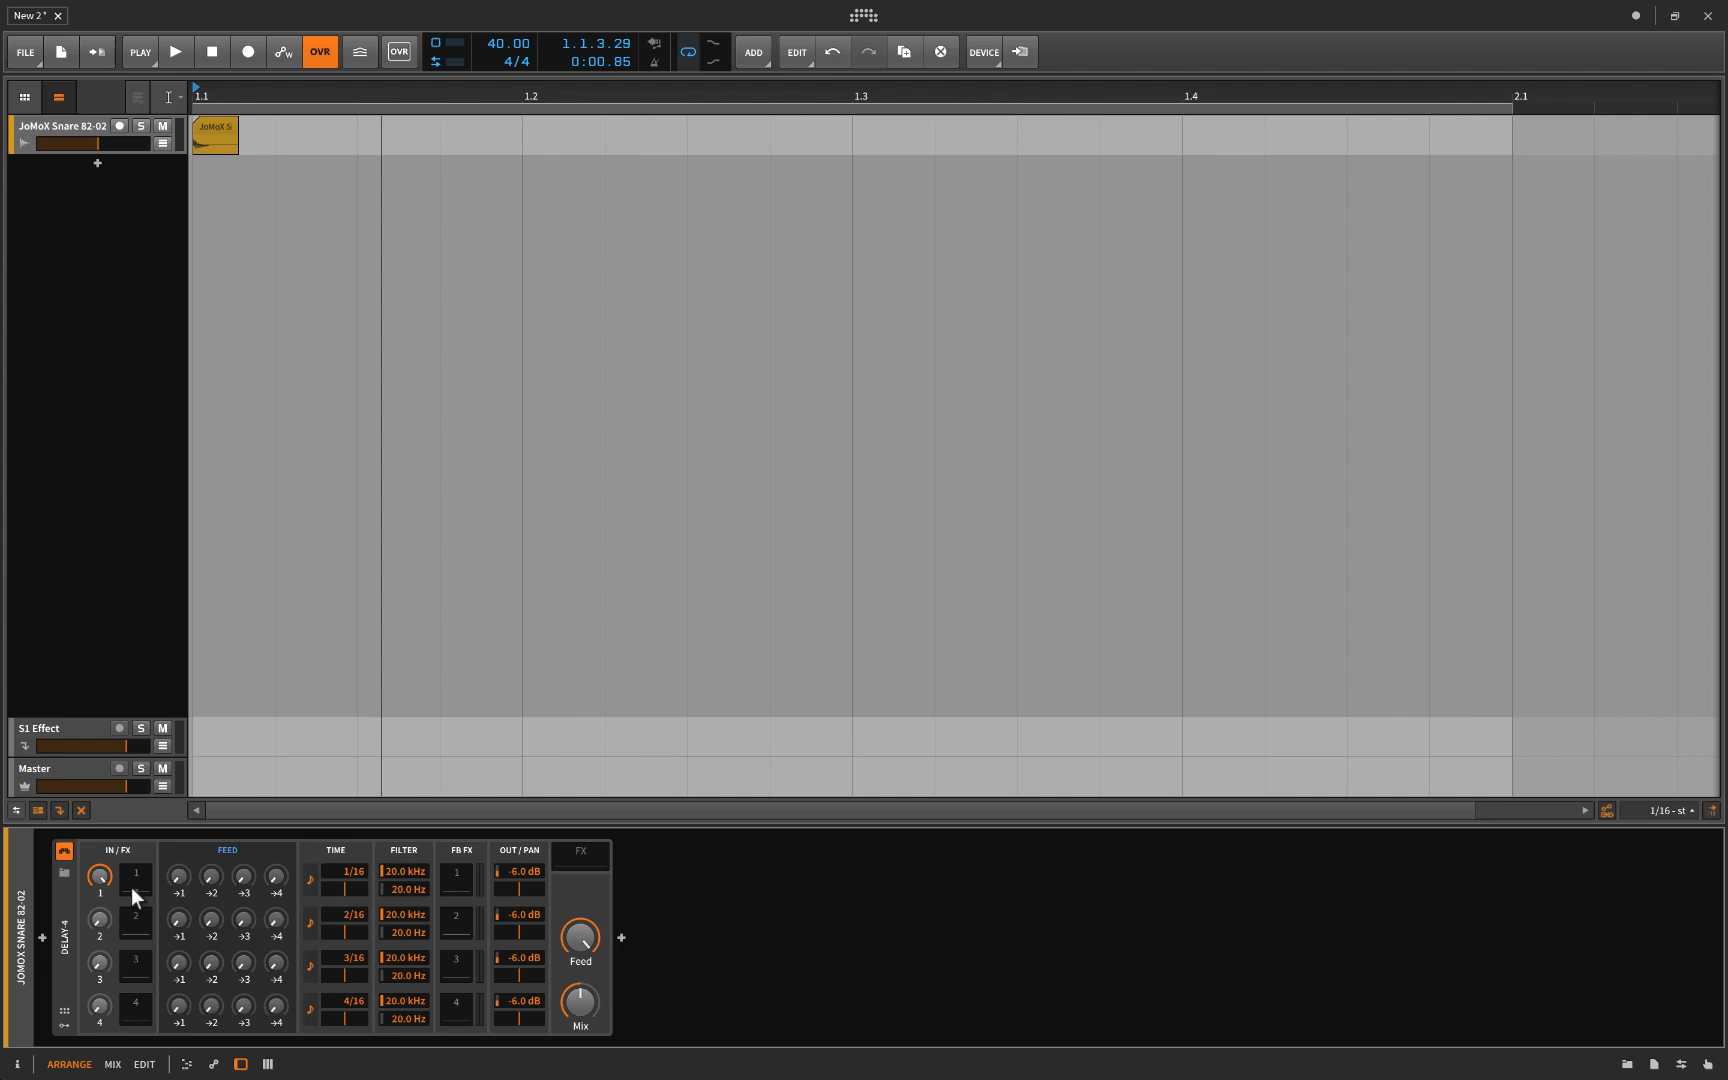 New 2*
FILE
PLAY
OVR
OVR
40.00
4/4
1.1.3.29
0:00.85
ADD
EDIT
DEVICE
1.1
1.2
1.3
1.4
2.1
JoMoX Snare 82-02
S
M
JoMoX S
S1 Effect
S
M
Master
S
M
1/16 - st
JOMOX SNARE 82-02
DELAY-4
IN / FX
FEED
TIME
FILTER
FB FX
OUT / PAN
FX
1
1
→1
→2
→3
→4
1/16
20.0 kHz
20.0 Hz
1
-6.0 dB
2
2
→1
→2
→3
→4
2/16
20.0 kHz
20.0 Hz
2
-6.0 dB
3
3
→1
→2
→3
→4
3/16
20.0 kHz
20.0 Hz
3
-6.0 dB
4
4
→1
→2
→3
→4
4/16
20.0 kHz
20.0 Hz
4
-6.0 dB
Feed
Mix
i
ARRANGE
MIX
EDIT